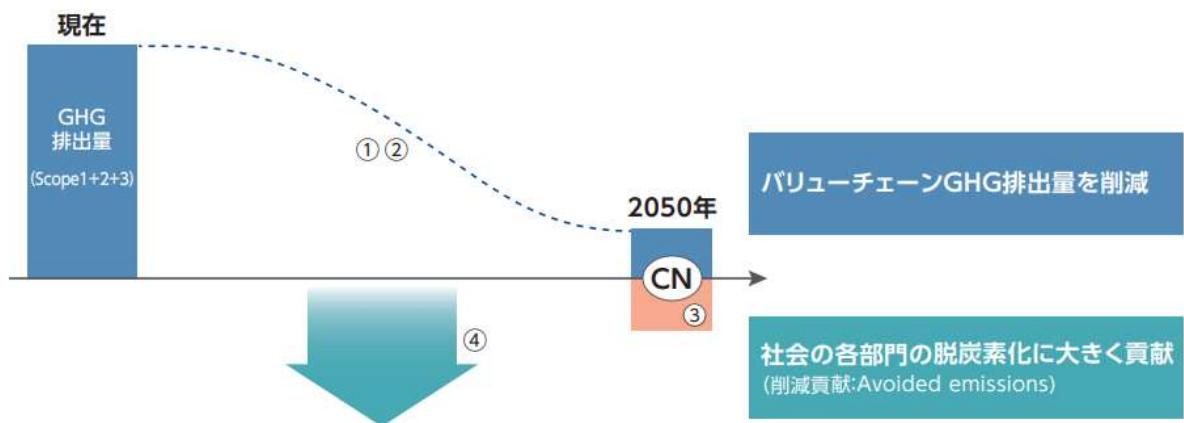 現在
GHG
排出量
(Scope1+2+3)
①②
2050年
CN
③
④
バリューチェーンGHG排出量を削減
社会の各部門の脱炭素化に大きく貢献
(削減貢献:Avoided emissions)